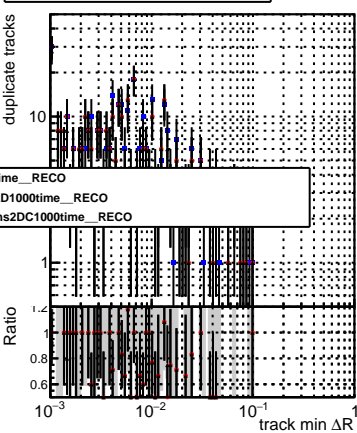 duplicate tracks
10
ime__RECO
D1000time__RECO
ns2DC1000time__RECO
1
Ratio
1.2
1
0.8
0.6
10−3 10−2 10−1 1
track min ΔR